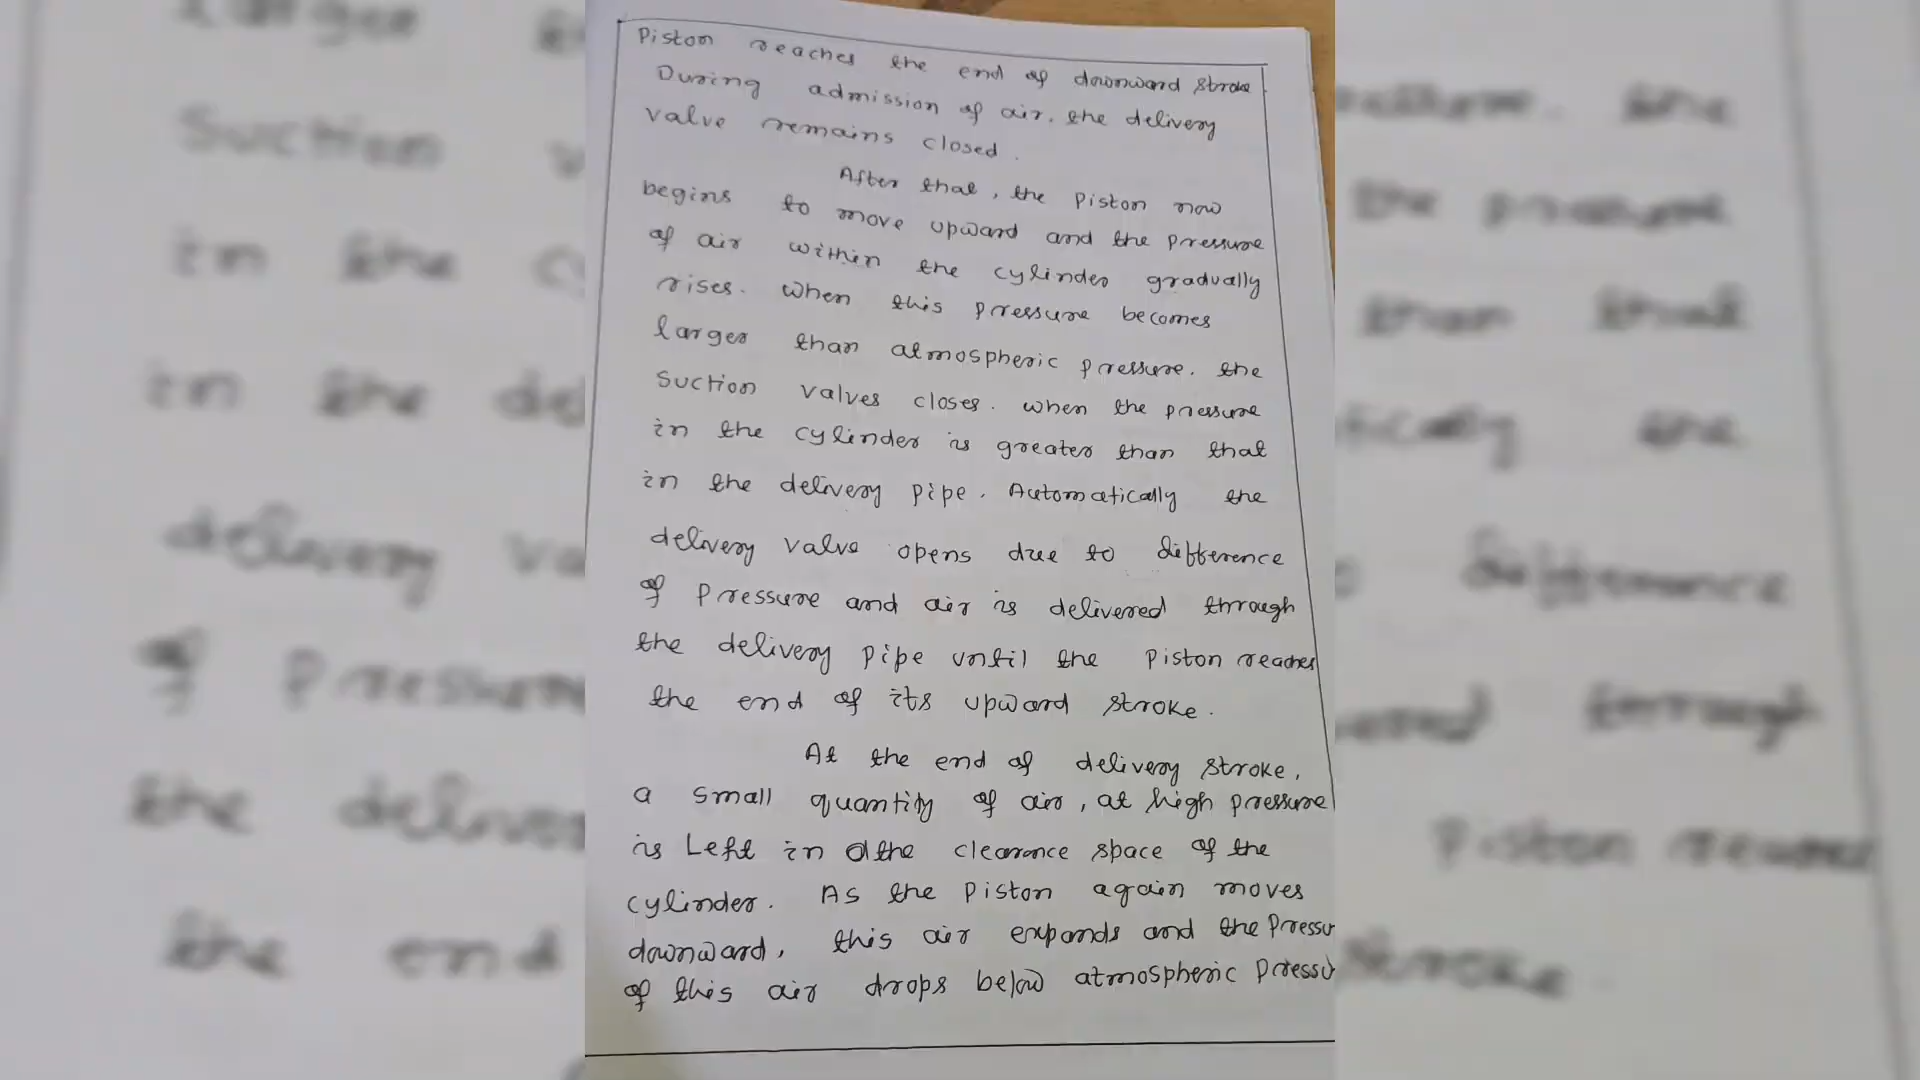 Piston reaches the end of downward stroke
During admission of air, the delivery
valve remains closed.
After that, the piston now
begins to move upward and the pressure
of air within the cylinder gradually
rises. When this pressure becomes
larger than atmospheric pressure. the
suction valves closes. when the pressure
in the cylinder is greater than that
in the delivery pipe. Automatically the
delivery valve opens due to difference
of Pressure and air is delivered through
the delivery pipe until the piston reaches
the end of its upward stroke.
At the end of delivery stroke,
a small quantity of air, at high pressure
is Left in the clearance space of the
cylinder. As the piston again moves
downward, this air expands and the Pressu
of this air drops below atmospheric Pressu